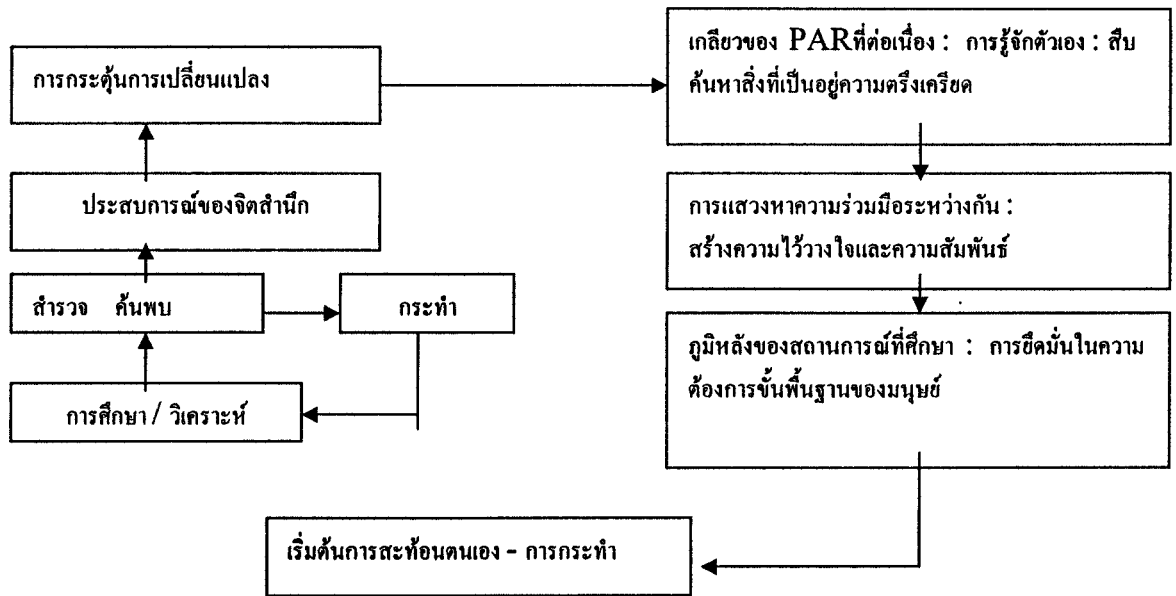 เกลียวของ PARที่ต่อเนื่อง : การรู้จักตัวเอง : สืบ
ค้นหาสิ่งที่เป็นอยู่ความตรึงเครียด
การกระตุ้นการเปลี่ยนแปลง
ประสบการณ์ของจิตสำนึก
การแสวงหาความร่วมมือระหว่างกัน :
สร้างความไว้วางใจและความสัมพันธ์
สำรวจ ค้นพบ
กระทำ
ภูมิหลังของสถานการณ์ที่ศึกษา : การยึดมั่นในความ
ต้องการขั้นพื้นฐานของมนุษย์
การศึกษา / วิเคราะห์
เริ่มต้นการสะท้อนตนเอง - การกระทำ